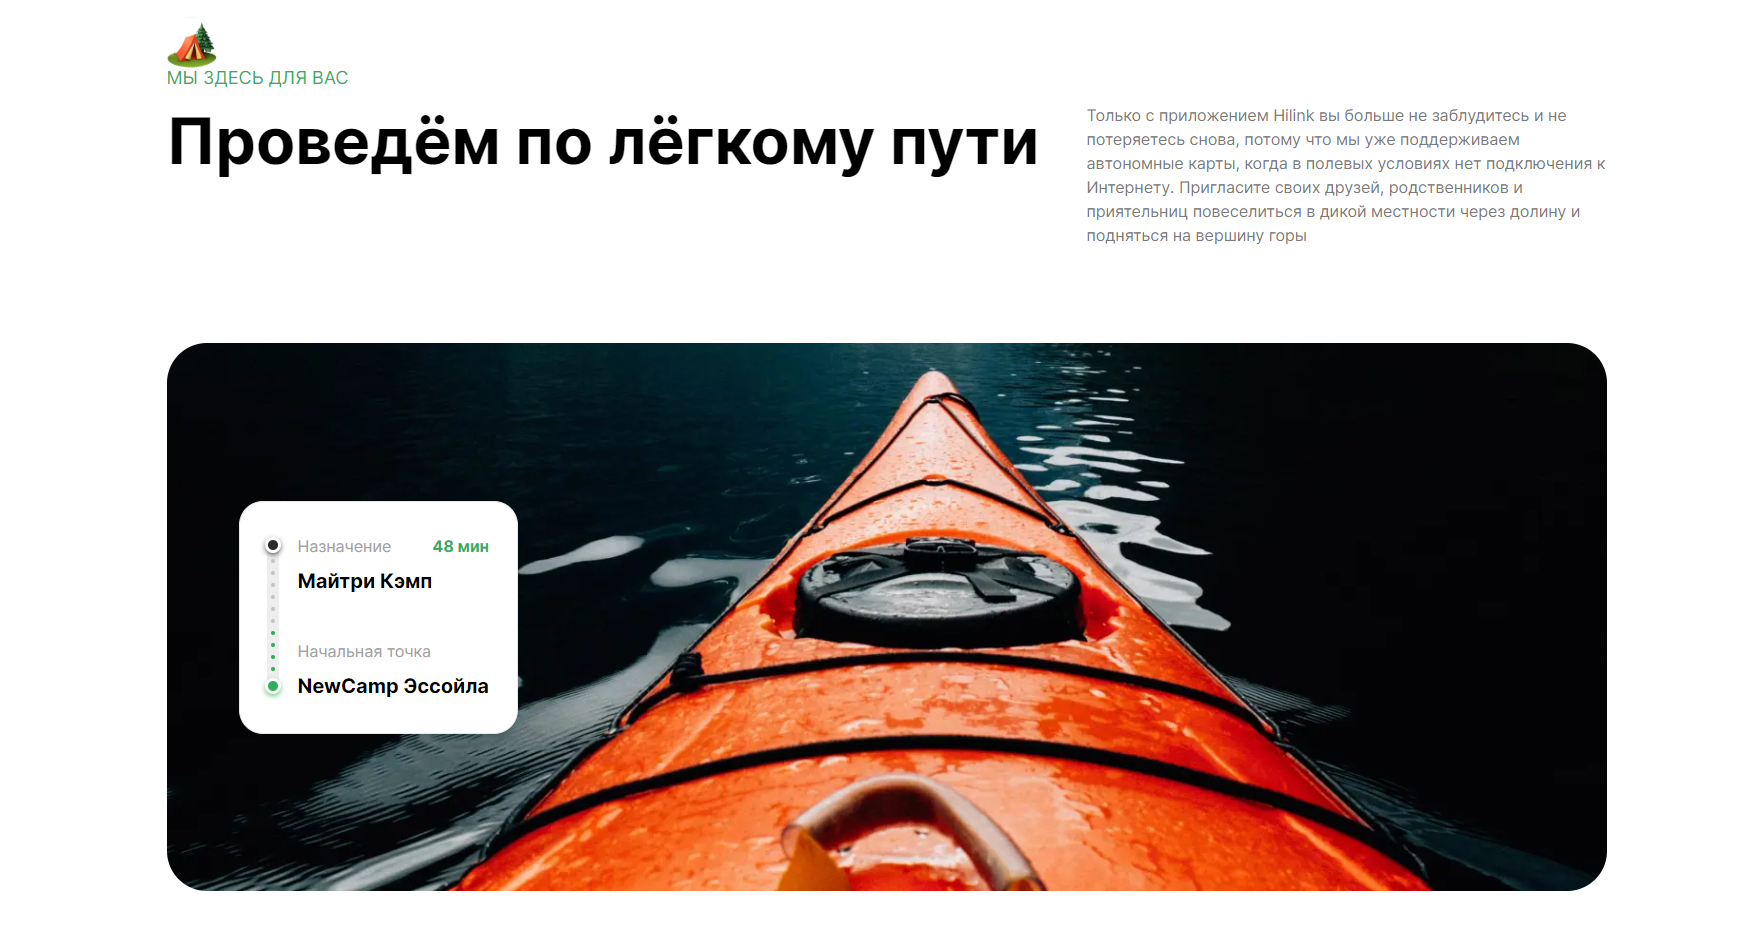 МЫ ЗДЕСЬ ДЛЯ ВАС
Проведём по лёгкому пути
Только с приложением Hilink вы больше не заблудитесь и не
потеряетесь снова, потому что мы уже поддерживаем
автономные карты, когда в полевых условиях нет подключения к
Интернету. Пригласите своих друзей, родственников и
приятельниц повеселиться в дикой местности через долину и
подняться на вершину горы
Назначение 48 мин
Майтри Кэмп
Начальная точка
NewCamp Эссойла